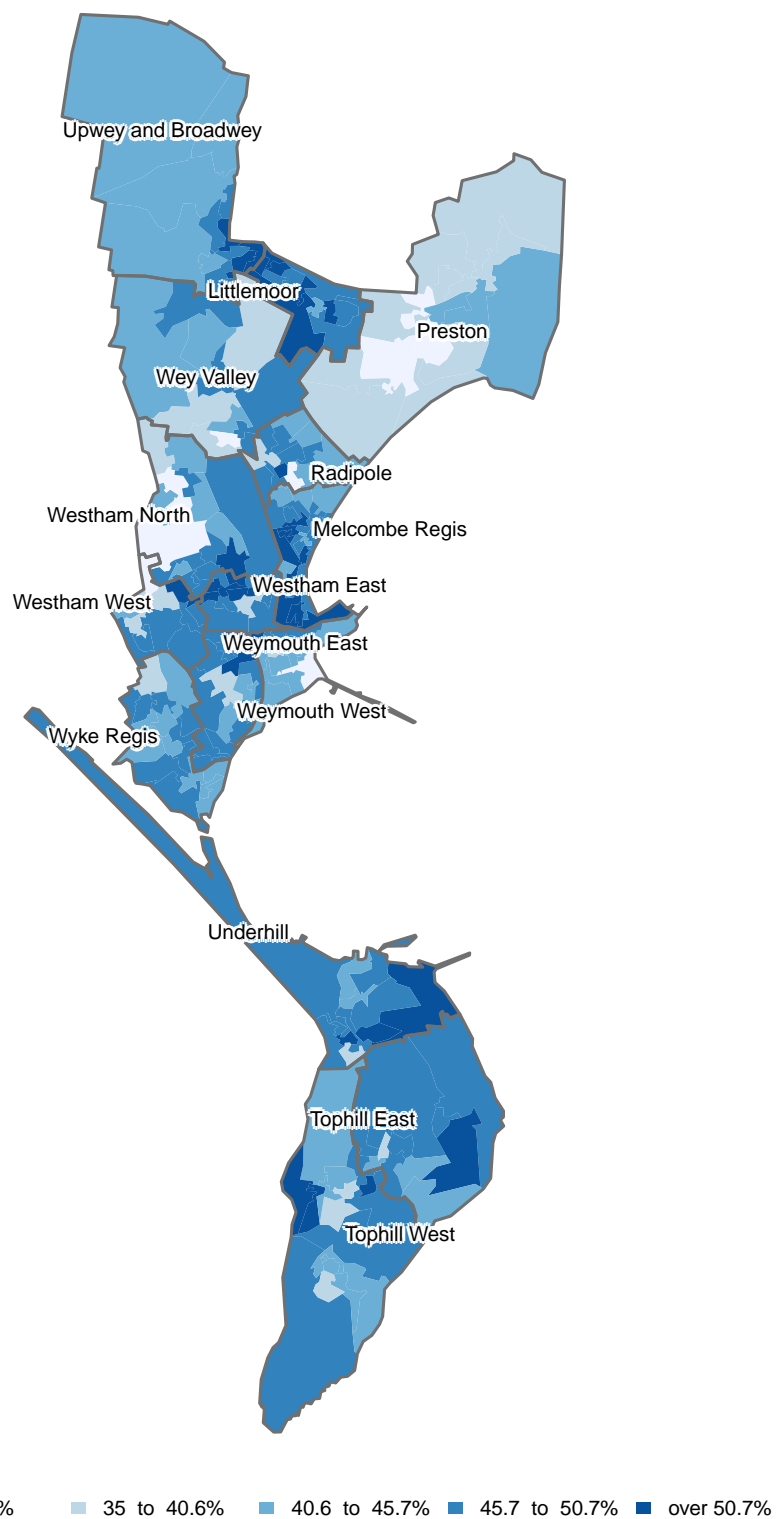 Upwey and Broadwey
Littlemoor
Preston
Wey Valley
Radipole
Westham North
Melcombe Regis
Westham East
Westham West
Weymouth East
Weymouth West
Wyke Regis
Underhill
Tophill East
Tophill West
% 35 to 40.6% 40.6 to 45.7% 45.7 to 50.7% over 50.7%